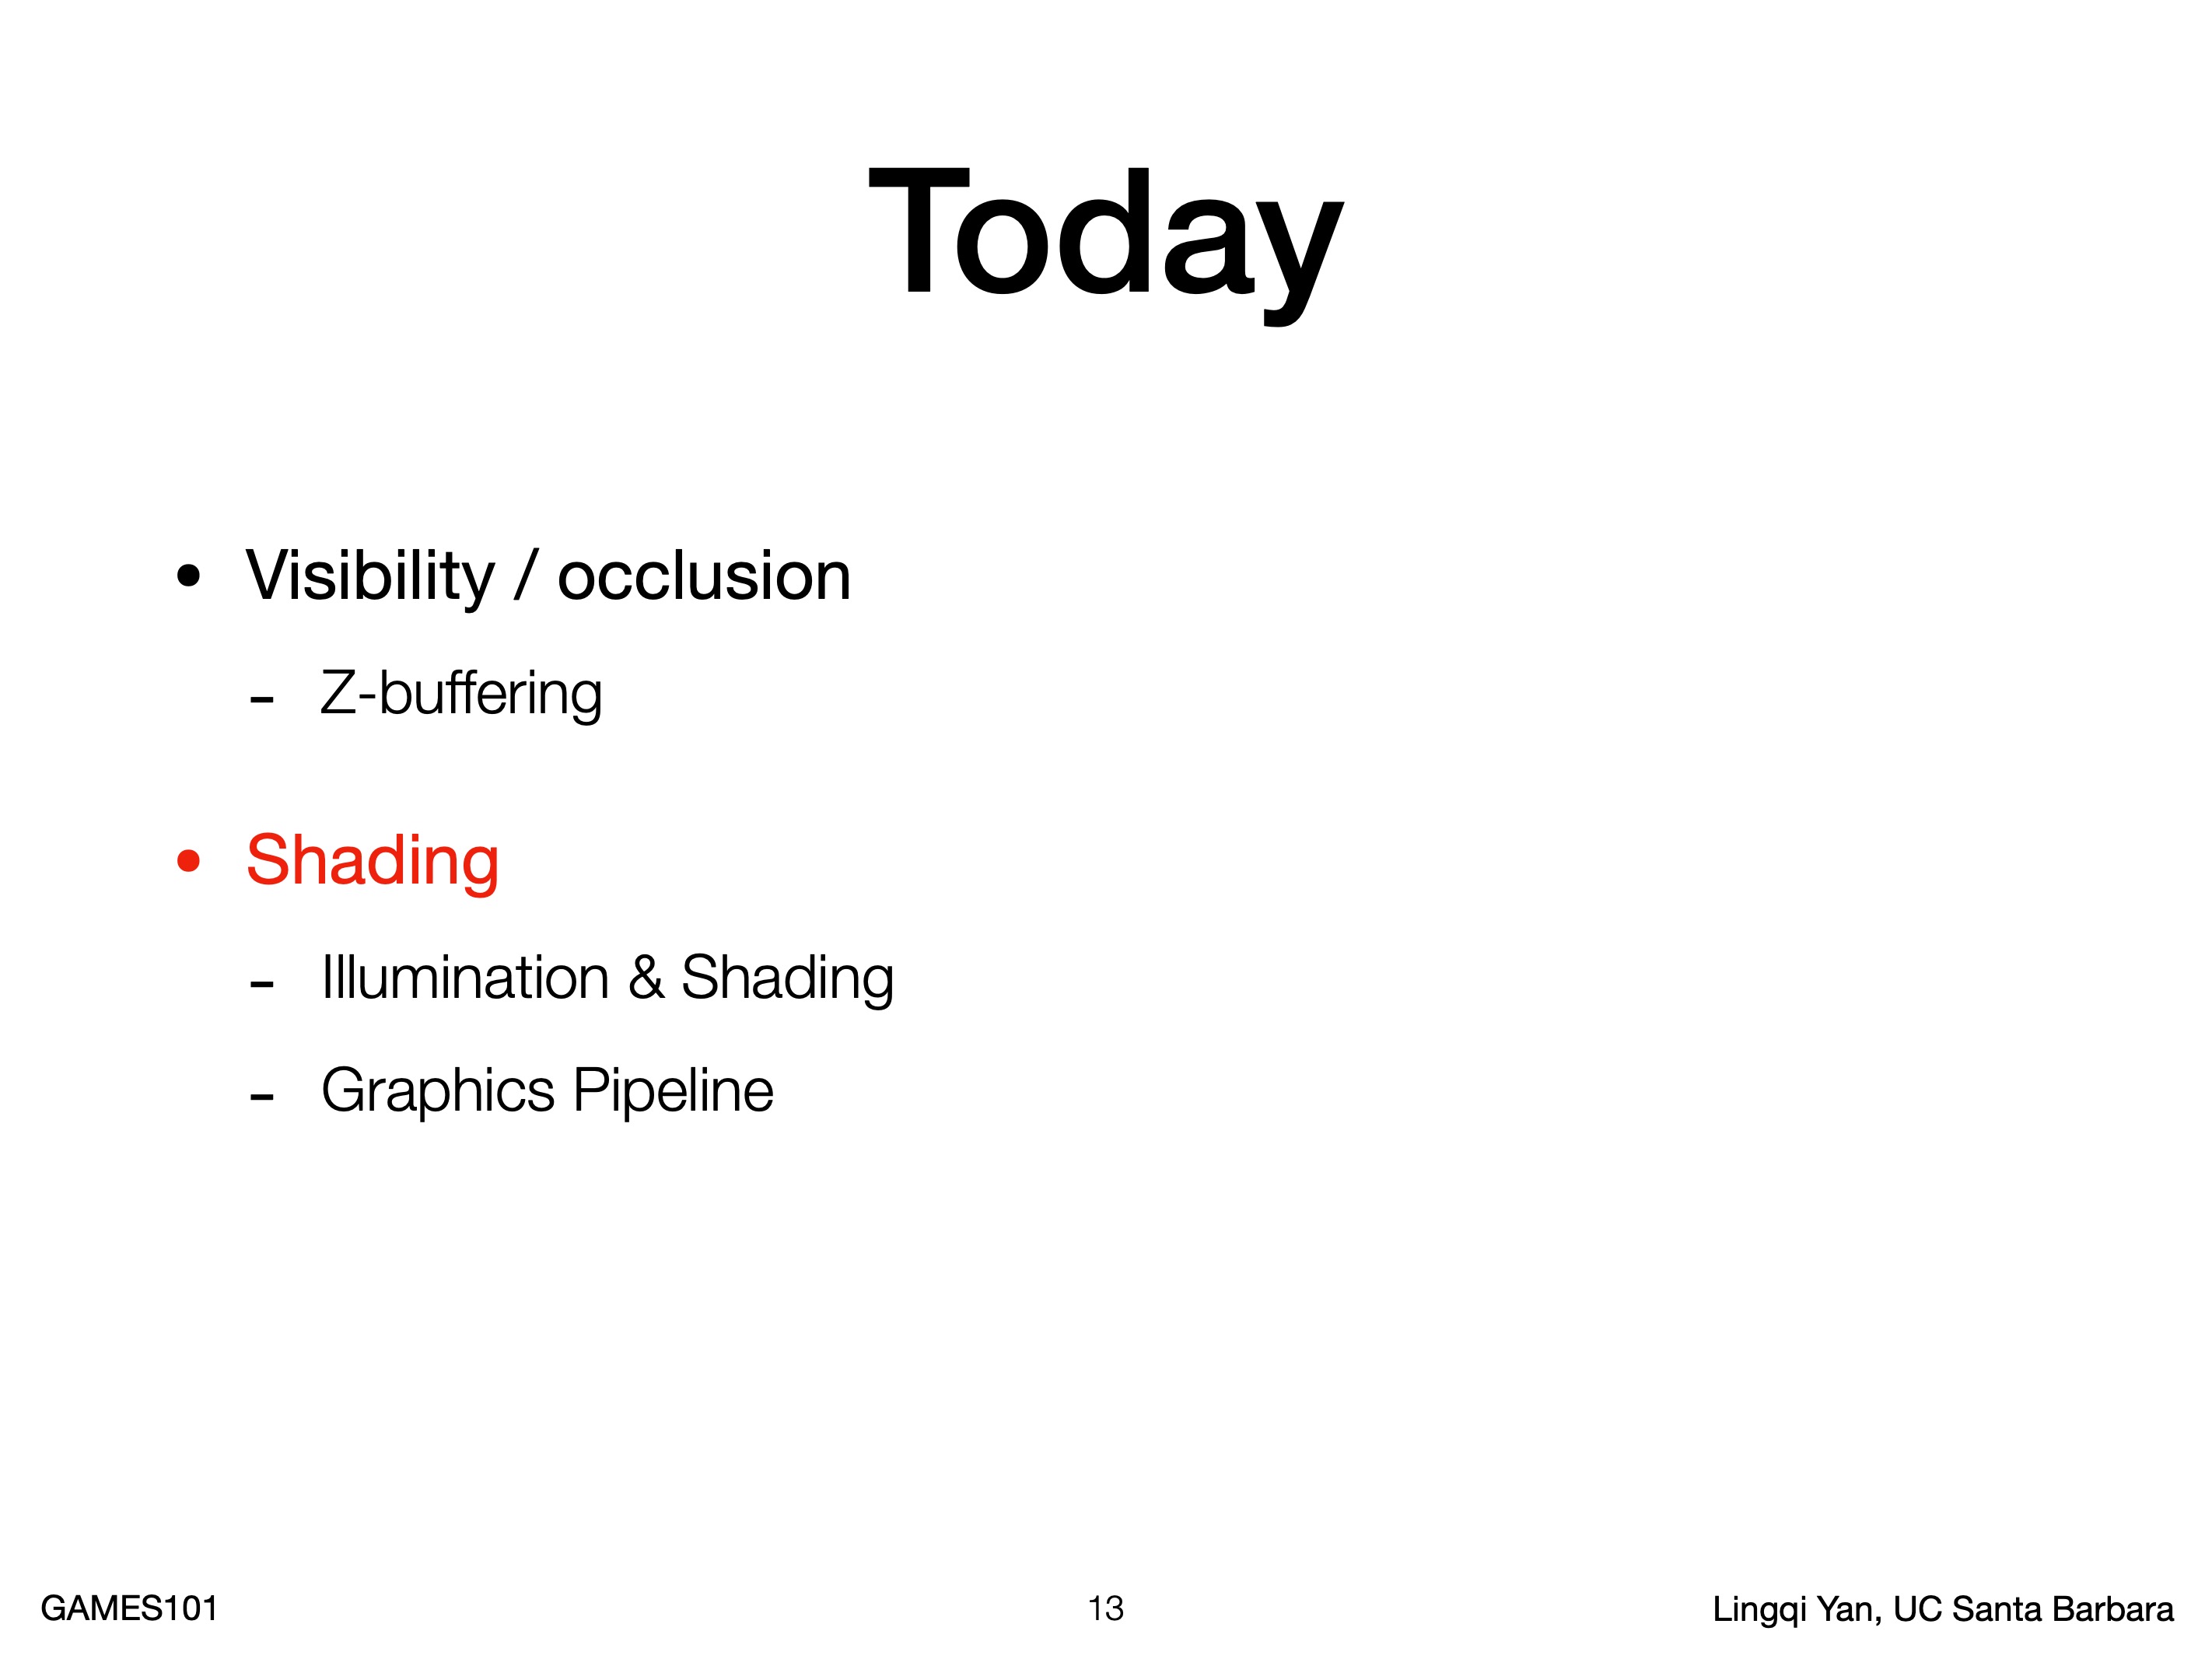 Today
• Visibility / occlusion
- Z-buffering
• Shading
- Illumination & Shading
- Graphics Pipeline
GAMES101
13
Lingqi Yan, UC Santa Barbara